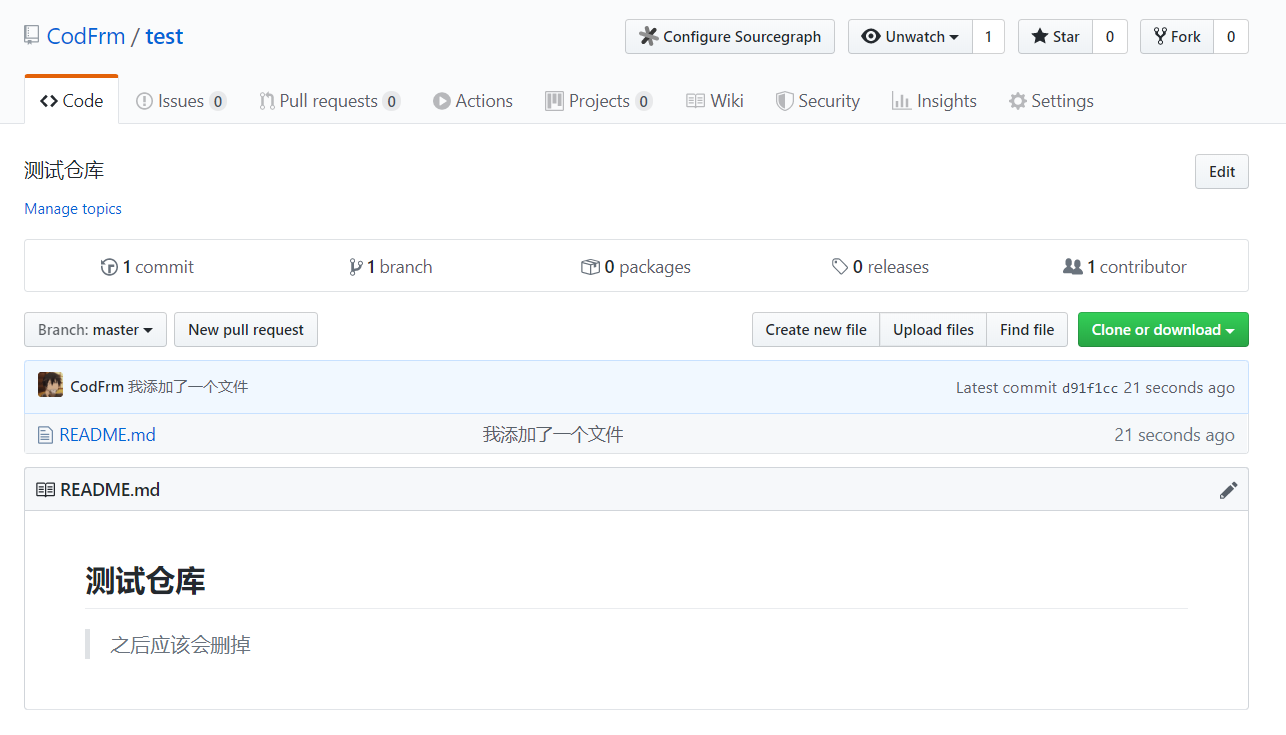 CodFrm / test
Configure Sourcegraph Unwatch 1 Star 0 Fork 0
Code Issues 0 Pull requests 0 Actions Projects 0 Wiki Security Insights Settings
测试仓库 Edit
Manage topics
1 commit 1 branch 0 packages 0 releases 1 contributor
Branch: master New pull request Create new file Upload files Find file Clone or download
CodFrm 我添加了一个文件 Latest commit d91f1cc 21 seconds ago
README.md 我添加了一个文件 21 seconds ago
README.md
测试仓库
之后应该会删掉